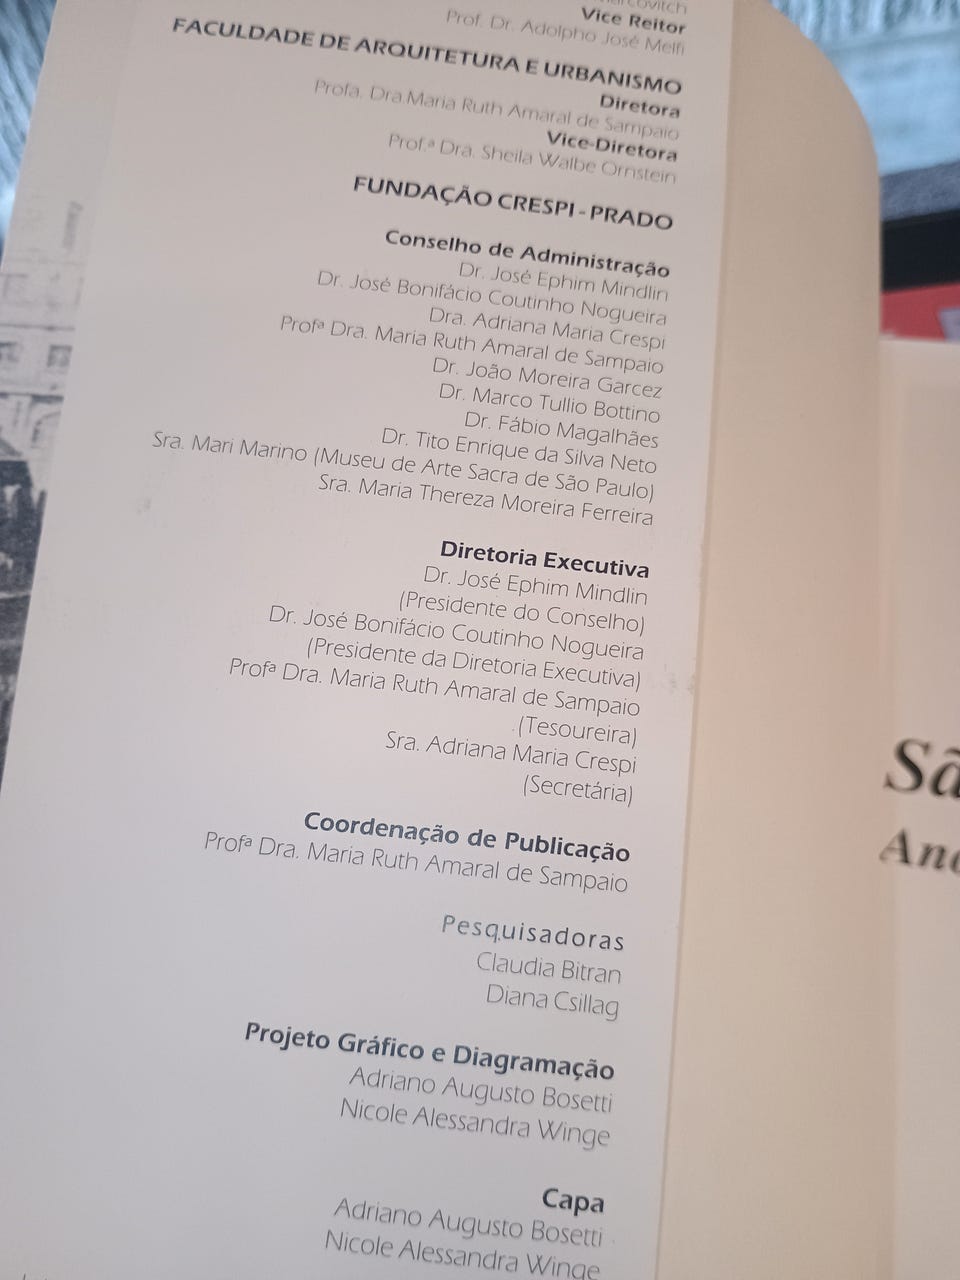 Vice Reitor
Prof. Dr. Adolpho José Melfi
FACULDADE DE ARQUITETURA E URBANISMO
Diretora
Profa. Dra.Maria Ruth Amaral de Sampaio
Vice-Diretora
Prof.ª Dra. Sheila Walbe Ornstein
FUNDAÇÃO CRESPI - PRADO
Conselho de Administração
Dr. José Ephim Mindlin
Dr. José Bonifácio Coutinho Nogueira
Dra. Adriana Maria Crespi
Profª Dra. Maria Ruth Amaral de Sampaio
Dr. João Moreira Garcez
Dr. Marco Tullio Bottino
Dr. Fábio Magalhães
Dr. Tito Enrique da Silva Neto
Sra. Mari Marino (Museu de Arte Sacra de São Paulo)
Sra. Maria Thereza Moreira Ferreira
Diretoria Executiva
Dr. José Ephim Mindlin
(Presidente do Conselho)
Dr. José Bonifácio Coutinho Nogueira
(Presidente da Diretoria Executiva)
Profª Dra. Maria Ruth Amaral de Sampaio
(Tesoureira)
Sra. Adriana Maria Crespi
(Secretária)
Coordenação de Publicação
Profª Dra. Maria Ruth Amaral de Sampaio
Pesquisadoras
Claudia Bitran
Diana Csillag
Projeto Gráfico e Diagramação
Adriano Augusto Bosetti
Nicole Alessandra Winge
Capa
Adriano Augusto Bosetti
Nicole Alessandra Winge